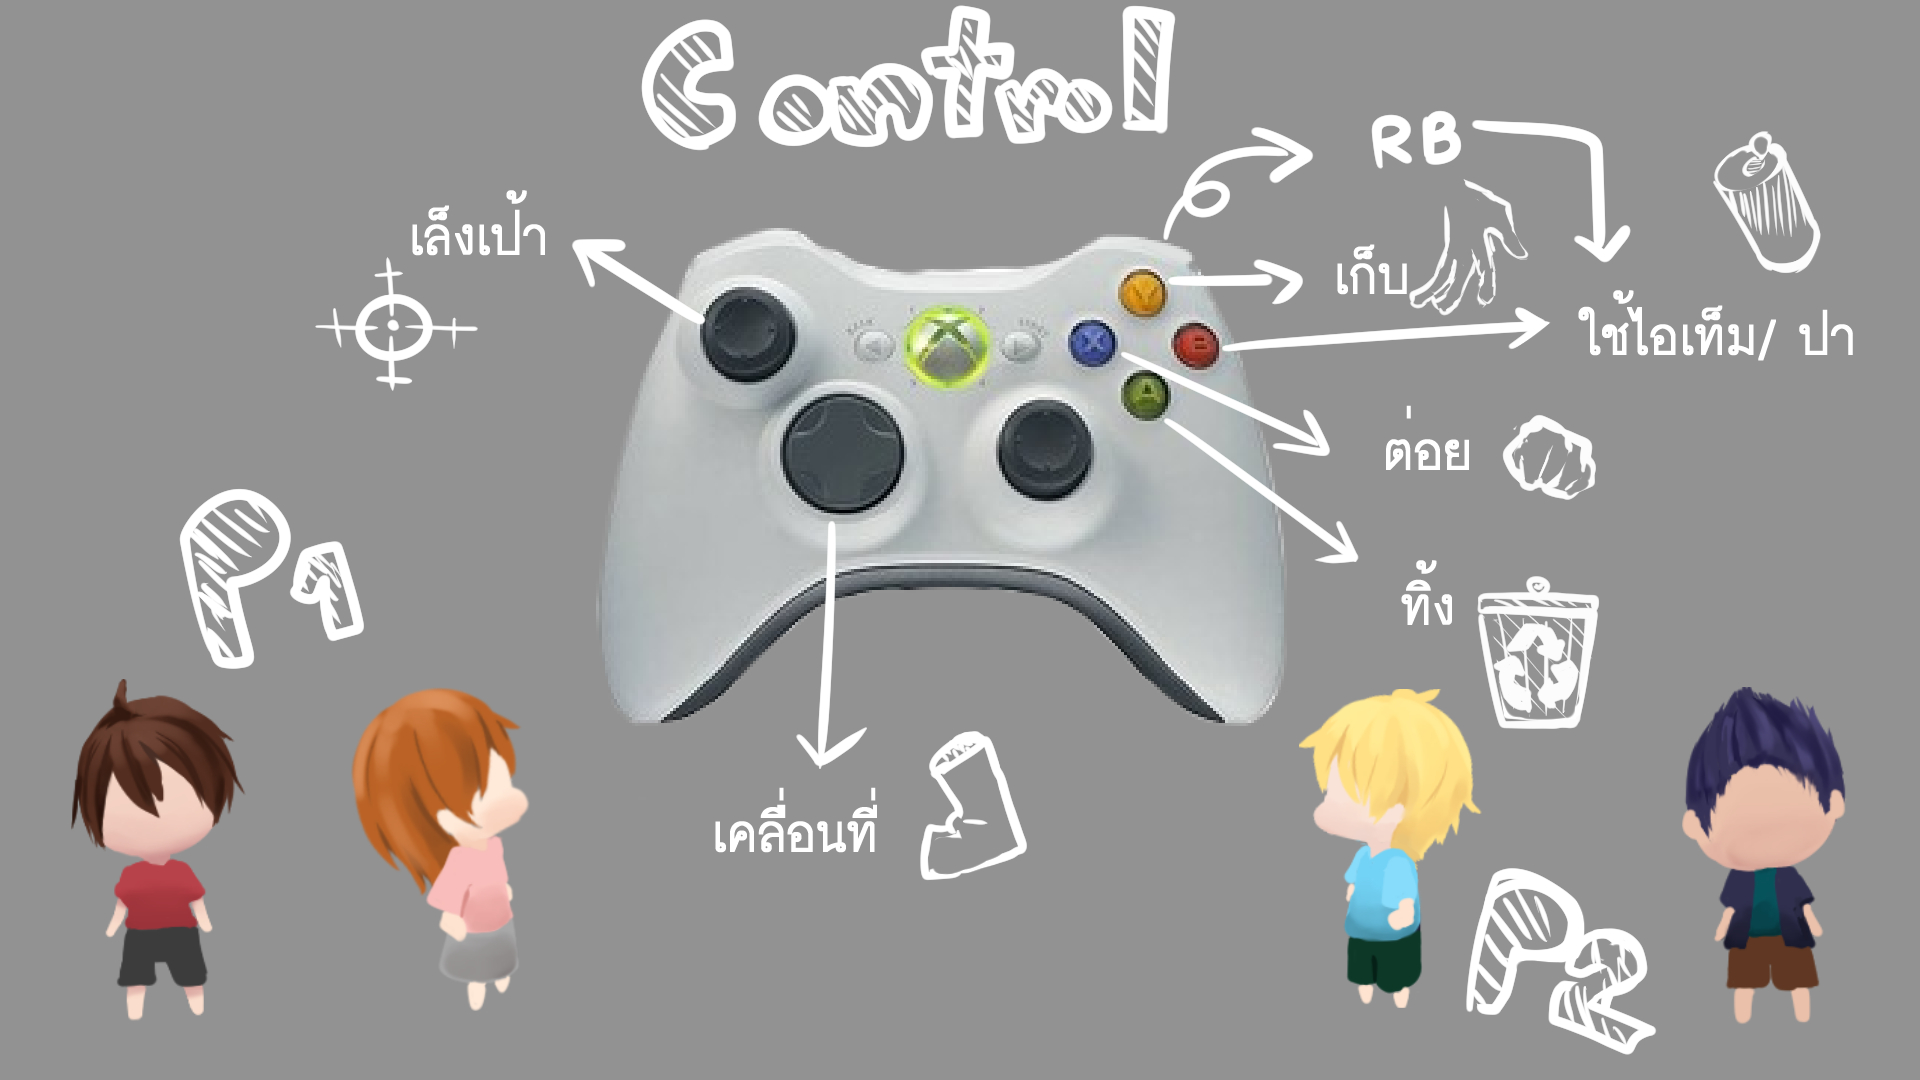 Control
RB
เล็งเป้า
เก็บ
ใช้ไอเท็ม/ ปา
Y
X
B
A
ต่อย
ทิ้ง
P1
เคลื่อนที่
P2